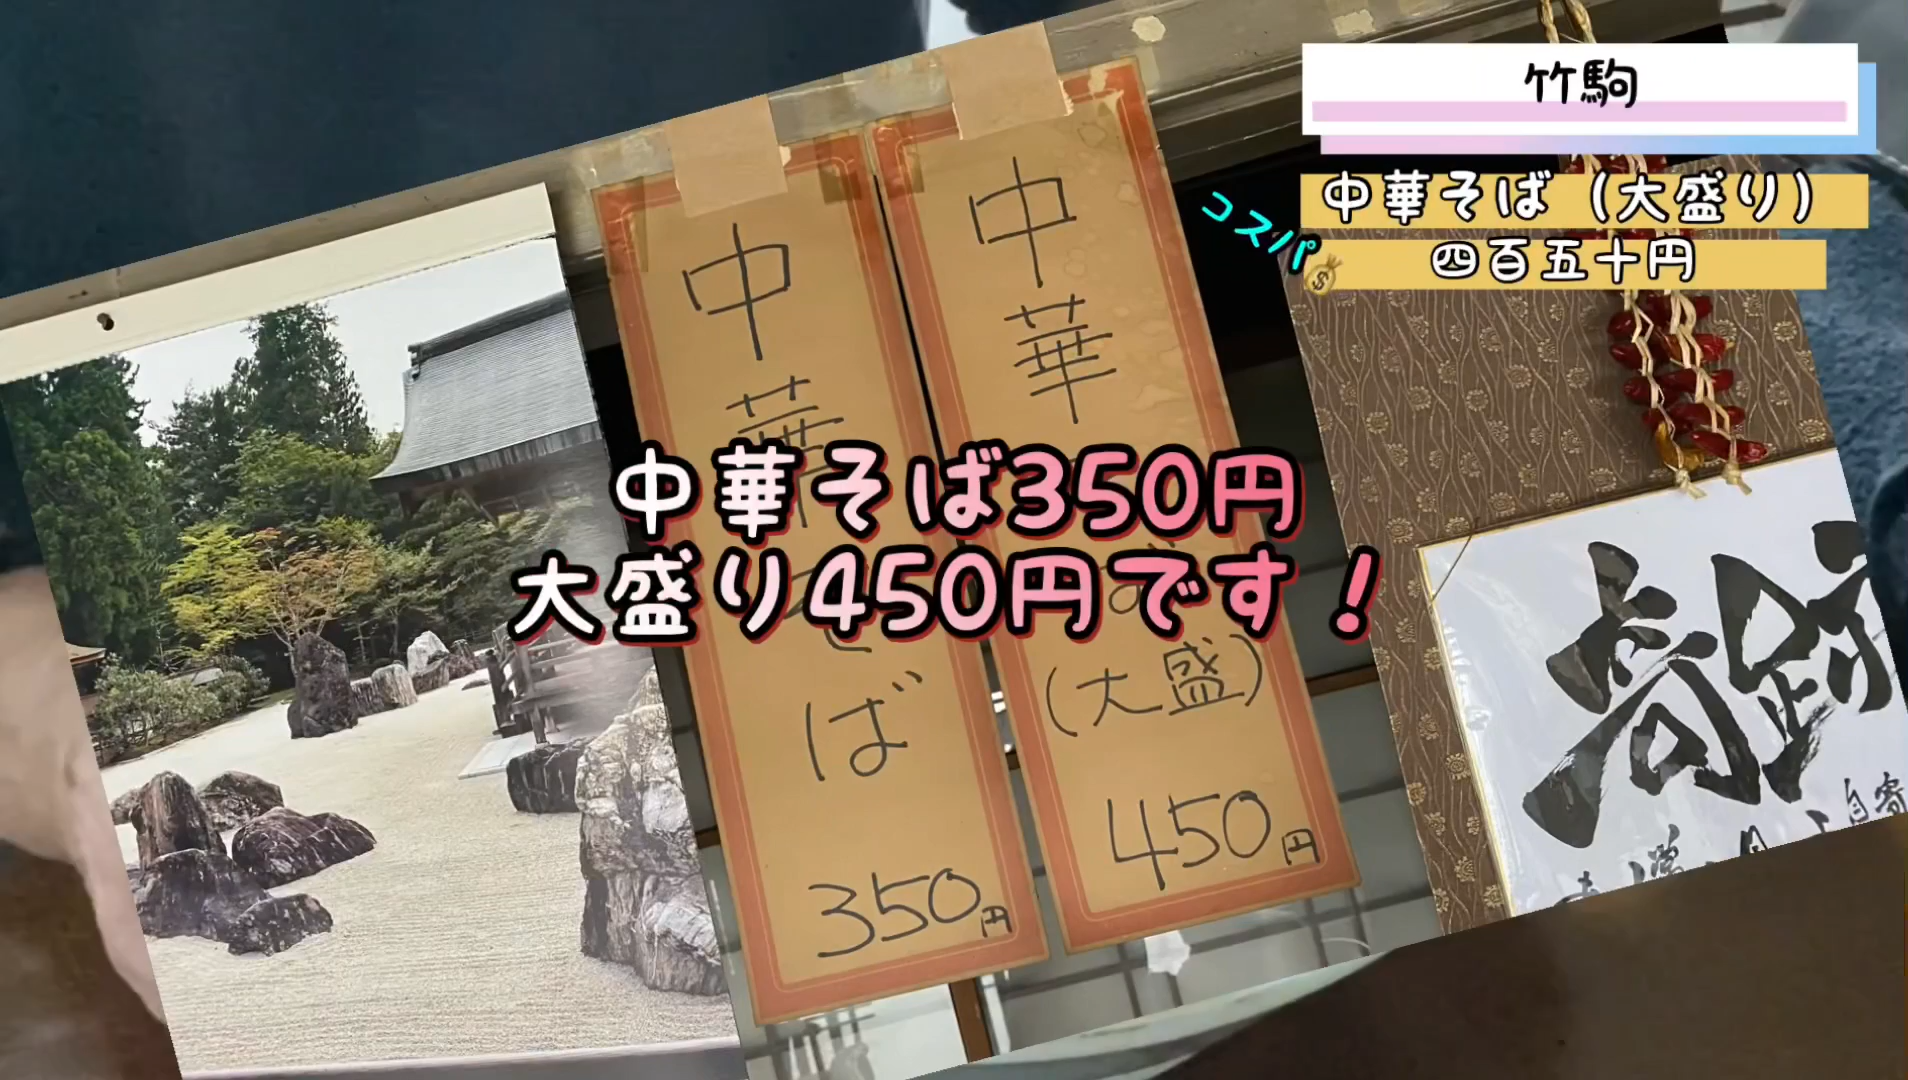 竹駒
中華そば（大盛り）
四百五十円
コスパ
中華そば350円
大盛り450円です！
中華そば
350円
中華
（大盛）
450円